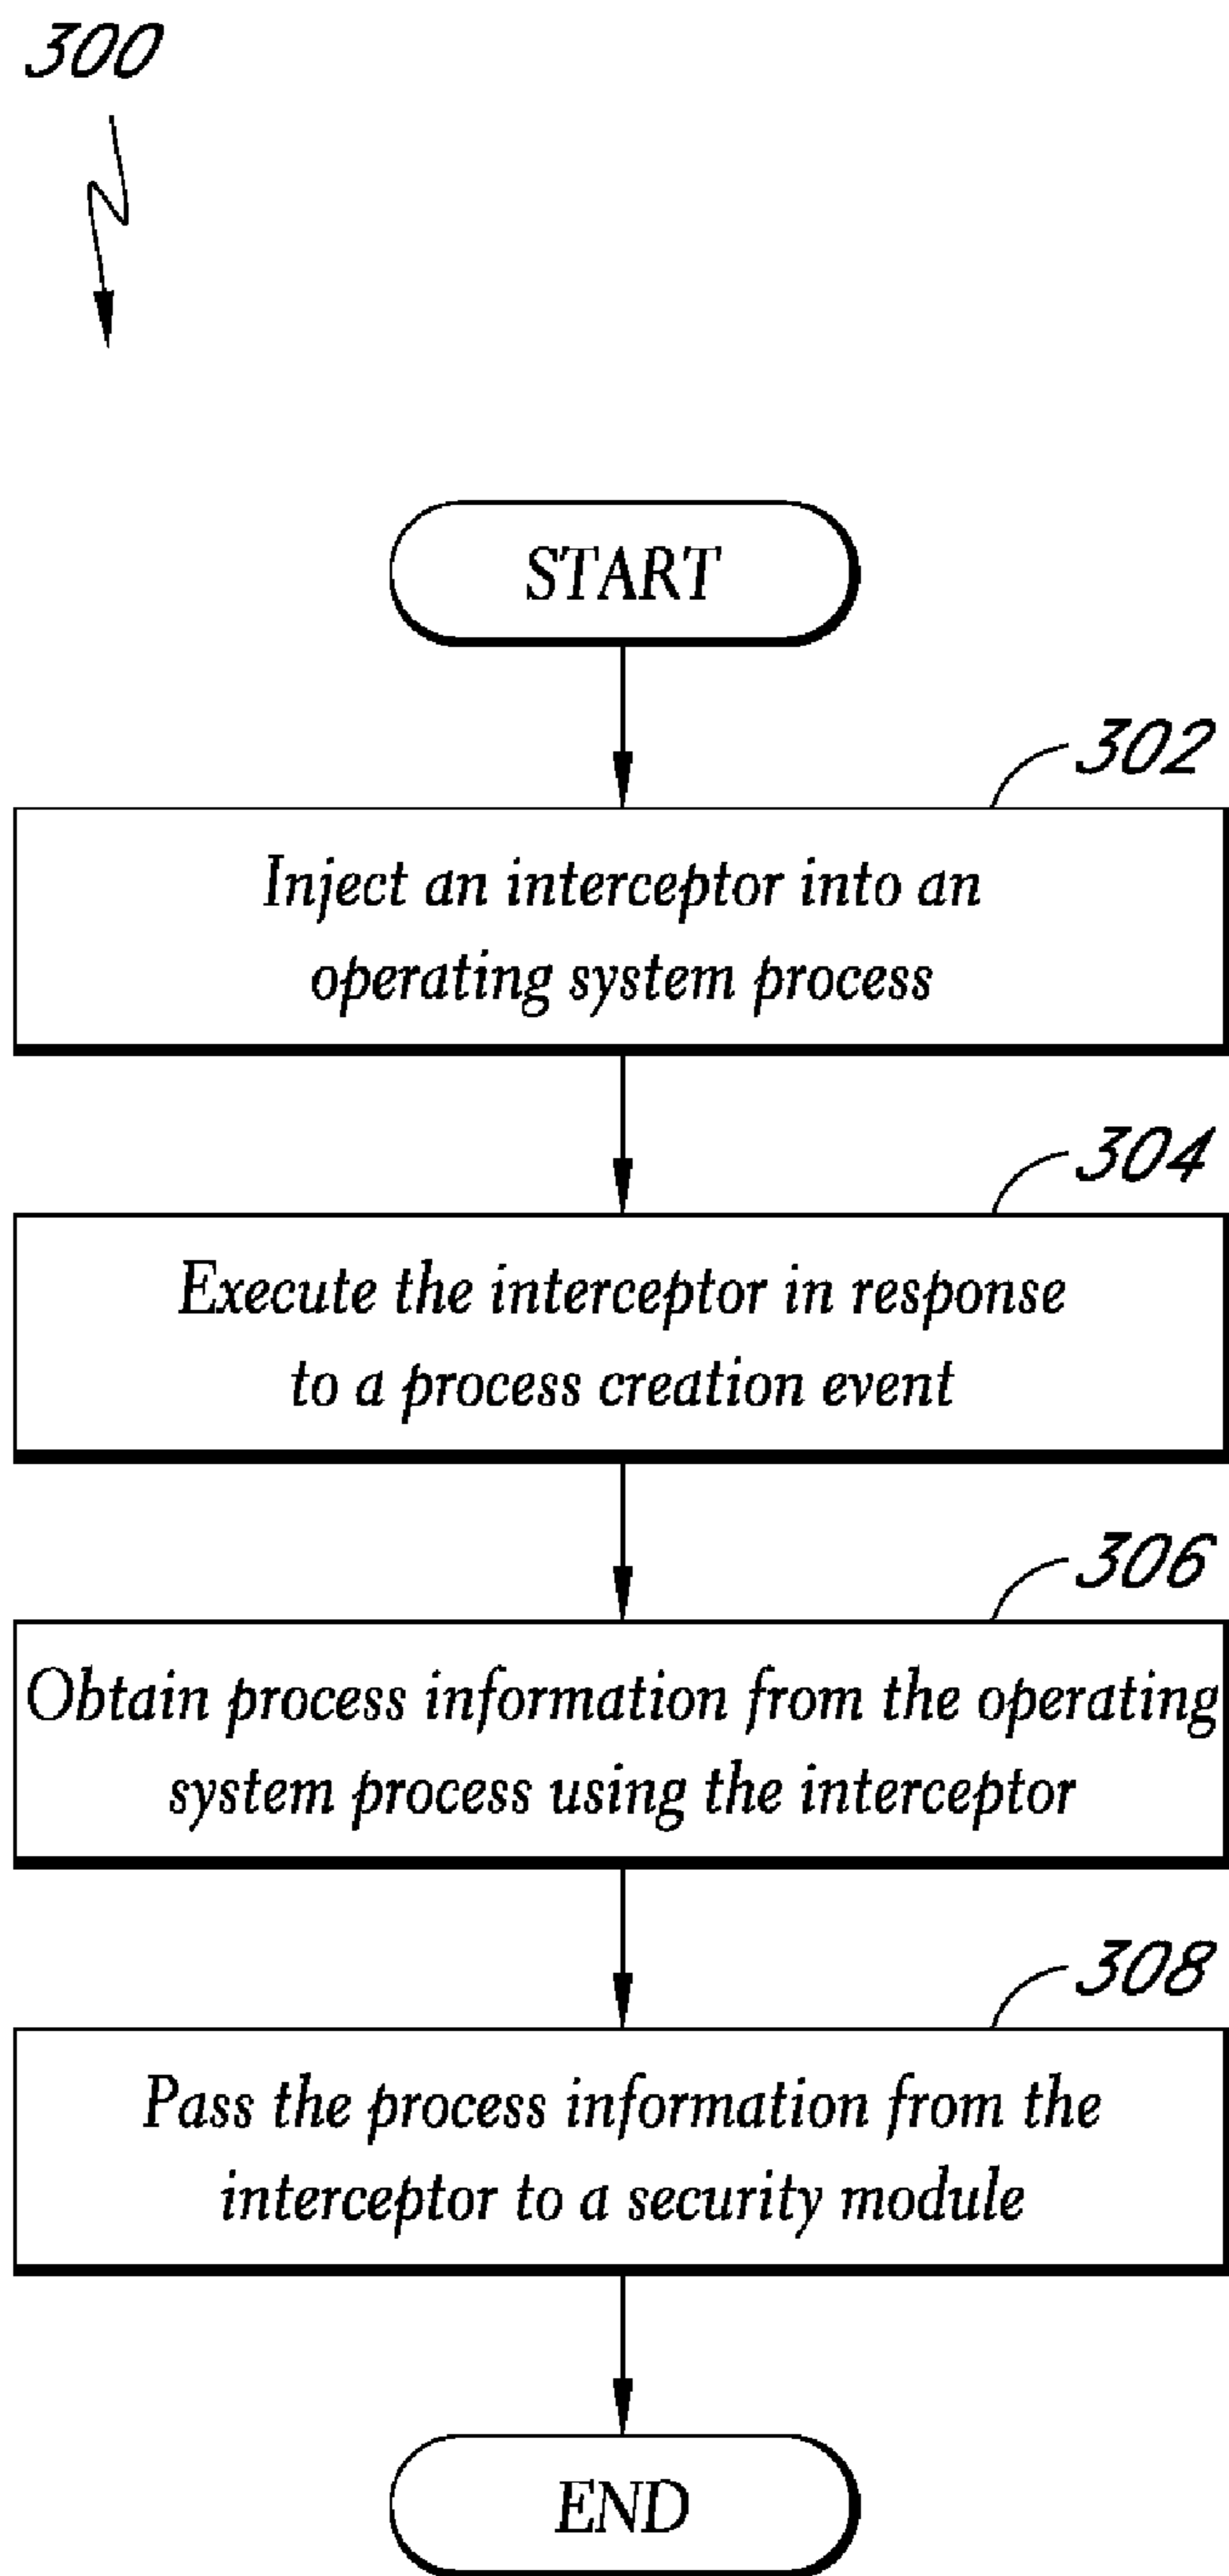 300
START
302
Inject an interceptor into an
operating system process
304
Execute the interceptor in response
to a process creation event
306
Obtain process information from the operating
system process using the interceptor
308
Pass the process information from the
interceptor to a security module
END